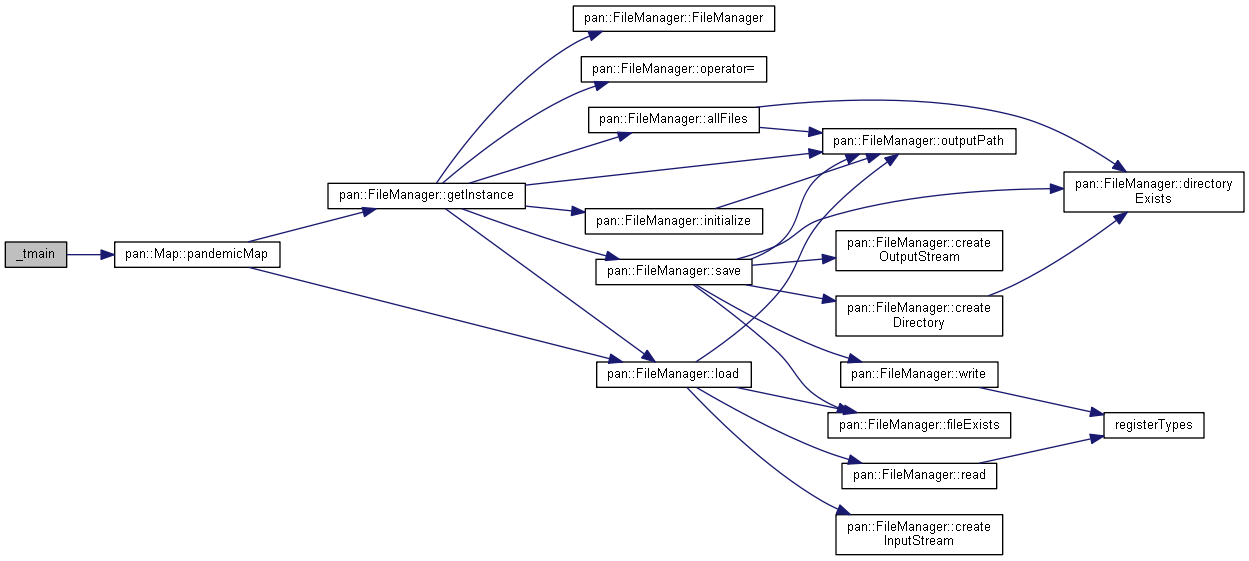 pan::FileManager::FileManager
pan::FileManager::operator=
pan::FileManager::allFiles
pan::FileManager::outputPath
pan::FileManager::directory
Exists
pan::FileManager::getInstance
pan::FileManager::initialize
_tmain
pan::Map::pandemicMap
pan::FileManager::save
pan::FileManager::create
OutputStream
pan::FileManager::create
Directory
pan::FileManager::load
pan::FileManager::write
pan::FileManager::fileExists
registerTypes
pan::FileManager::read
pan::FileManager::create
InputStream